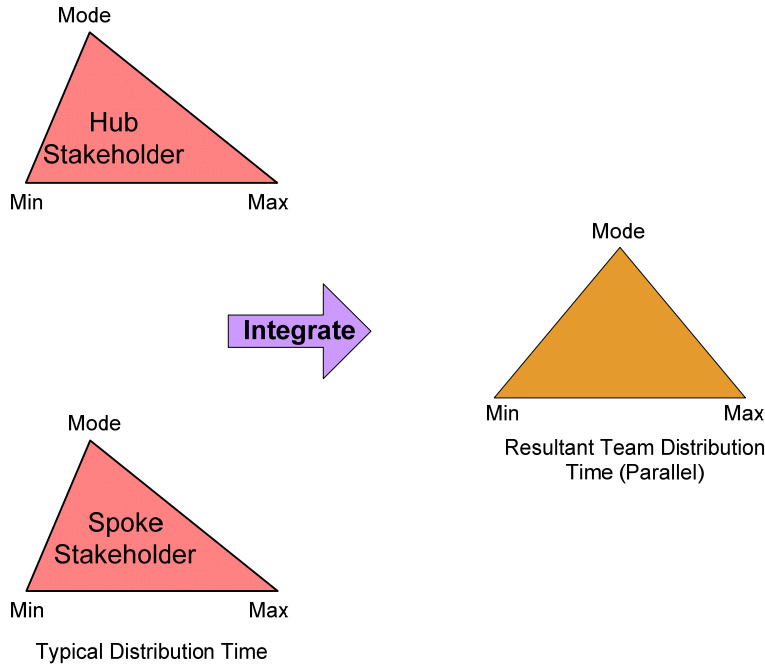 Mode
Hub
Stakeholder
Min Max
Mode
Integrate
Min Max
Resultant Team Distribution
Time (Parallel)
Mode
Spoke
Stakeholder
Min Max
Typical Distribution Time